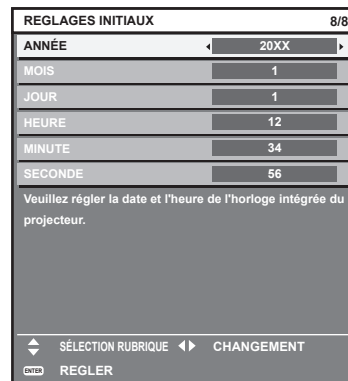 REGLAGES INITIAUX 8/8
ANNÉE 20XX
MOIS 1
JOUR 1
HEURE 12
MINUTE 34
SECONDE 56
Veuillez régler la date et l'heure de l'horloge intégrée du
projecteur.
SÉLECTION RUBRIQUE CHANGEMENT
ENTER REGLER